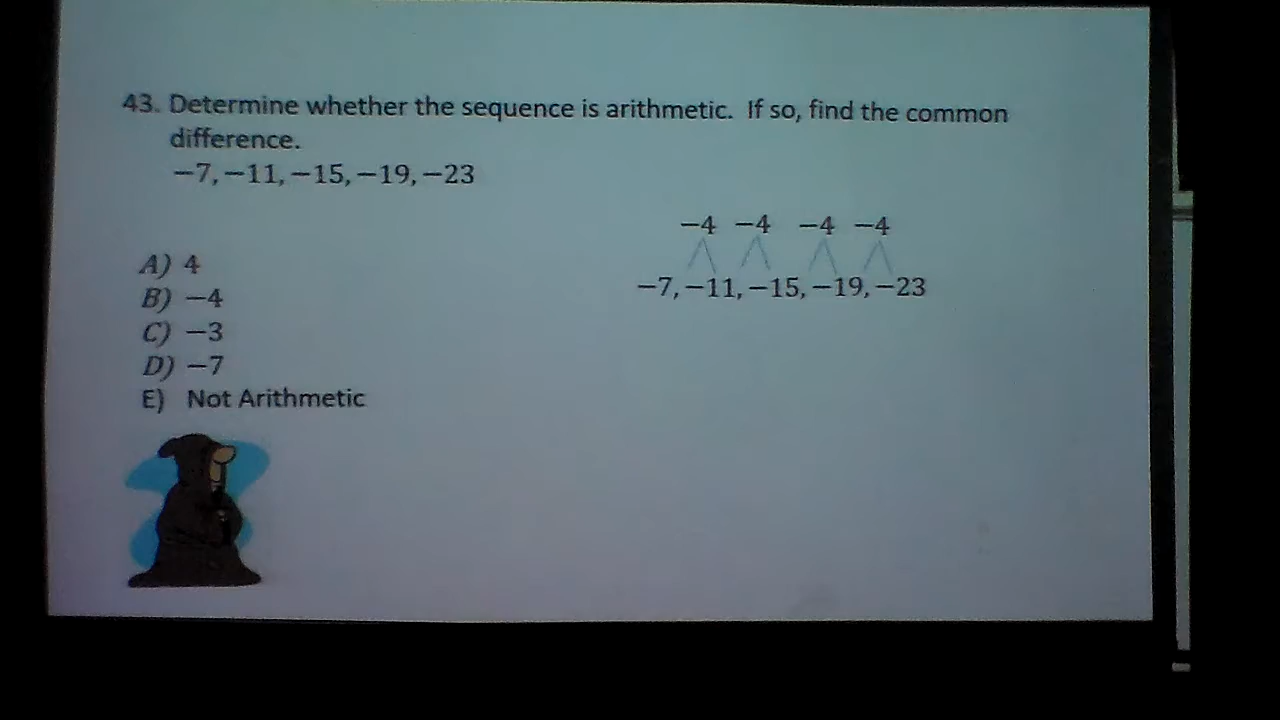 43. Determine whether the sequence is arithmetic. If so, find the common
difference.
−7, −11, −15, −19, −23
A) 4
B) −4
C) −3
D) −7
E) Not Arithmetic
−4 −4 −4 −4
−7, −11, −15, −19, −23